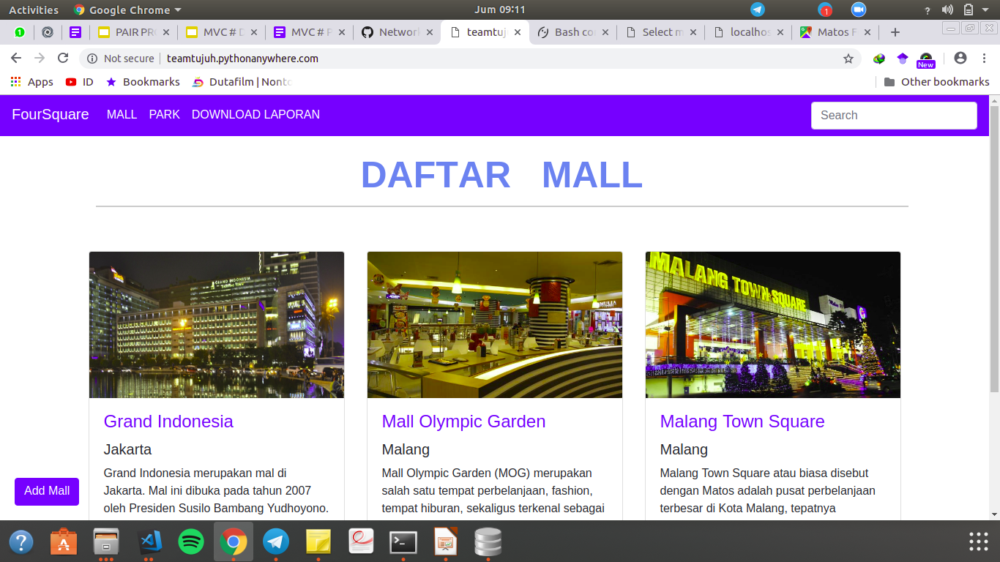 Activities Google Chrome Jum 09:11 1 ?
1 PAIR PR MVC # MVC # P Networ teamtuj Bash co Select m localhos Matos F
Not secure teamtujuh.pythonanywhere.com New
Apps ID Bookmarks Dutafilm | Nont Other bookmarks
FourSquare MALL PARK DOWNLOAD LAPORAN Search
DAFTAR MALL
GRAND INDONESIA
MALANG TOWN SQUARE
Grand Indonesia
Jakarta
Grand Indonesia merupakan mal di
Jakarta. Mal ini dibuka pada tahun 2007
oleh Presiden Susilo Bambang Yudhoyono.
Mall Olympic Garden
Malang
Mall Olympic Garden (MOG) merupakan
salah satu tempat perbelanjaan, fashion,
tempat hiburan, sekaligus terkenal sebagai
Malang Town Square
Malang
Malang Town Square atau biasa disebut
dengan Matos adalah pusat perbelanjaan
terbesar di Kota Malang, tepatnya
Add Mall